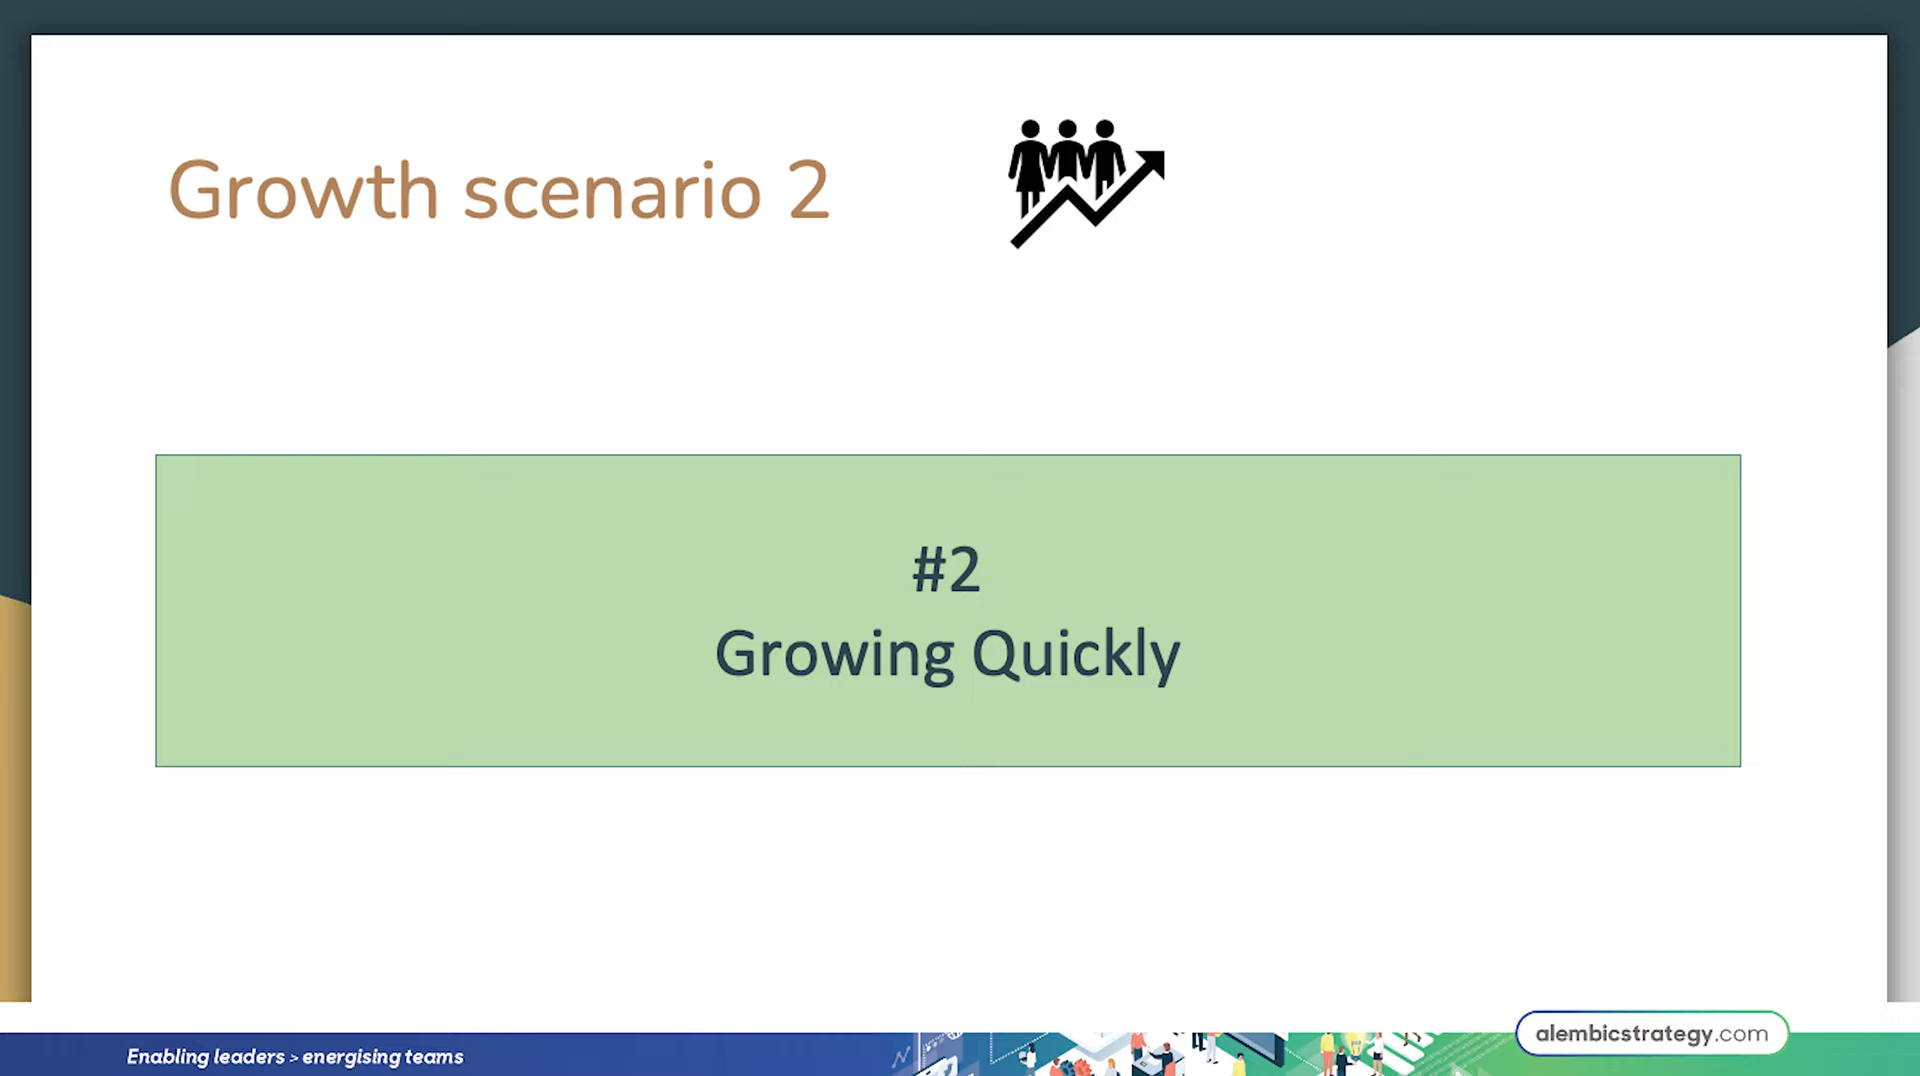 Growth scenario 2
#2
Growing Quickly
Enabling leaders > energising teams
alembicstrategy.com